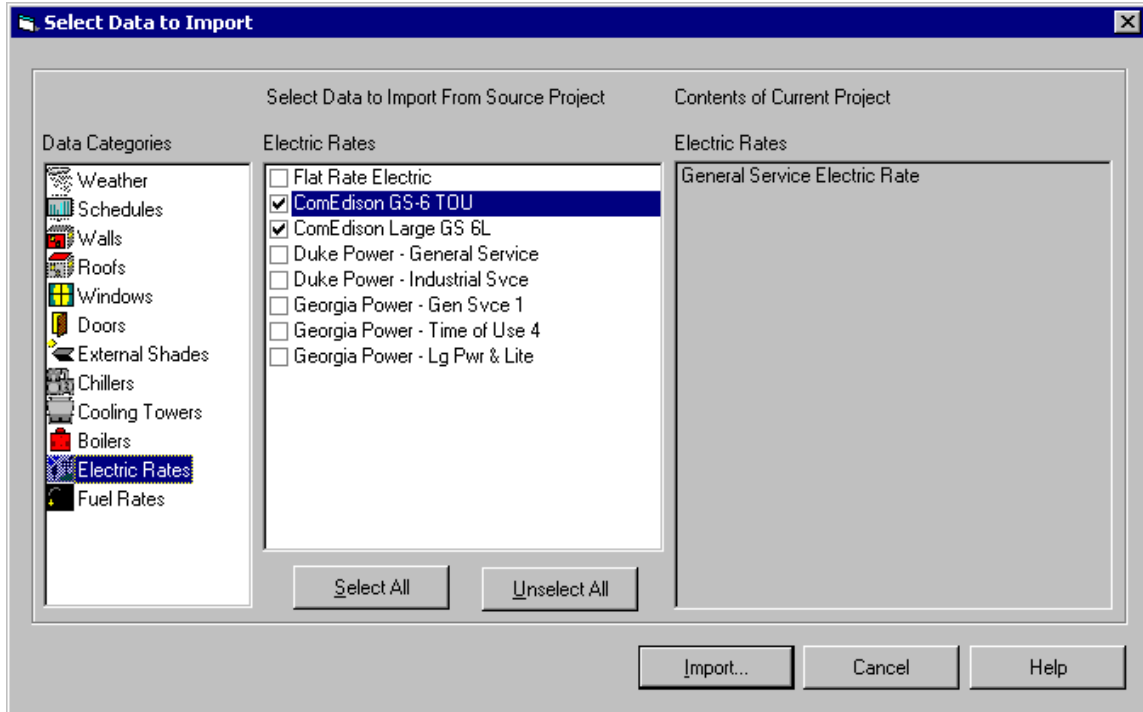 Select Data to Import
Select Data to Import From Source Project
Contents of Current Project
Data Categories
Electric Rates
Electric Rates
Weather
Schedules
Walls
Roofs
Windows
Doors
External Shades
Chillers
Cooling Towers
Boilers
Electric Rates
Fuel Rates
Flat Rate Electric
ComEdison GS-6 TOU
ComEdison Large GS 6L
Duke Power - General Service
Duke Power - Industrial Svce
Georgia Power - Gen Svce 1
Georgia Power - Time of Use 4
Georgia Power - Lg Pwr & Lite
General Service Electric Rate
Select All
Unselect All
Import...
Cancel
Help